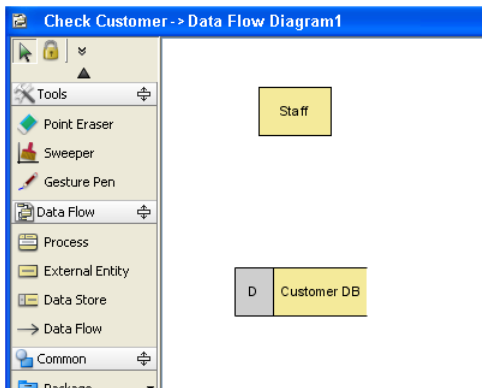 Check Customer -> Data Flow Diagram1
Tools
Point Eraser
Sweeper
Gesture Pen
Data Flow
Process
External Entity
Data Store
Data Flow
Common
Package
Staff
D Customer DB